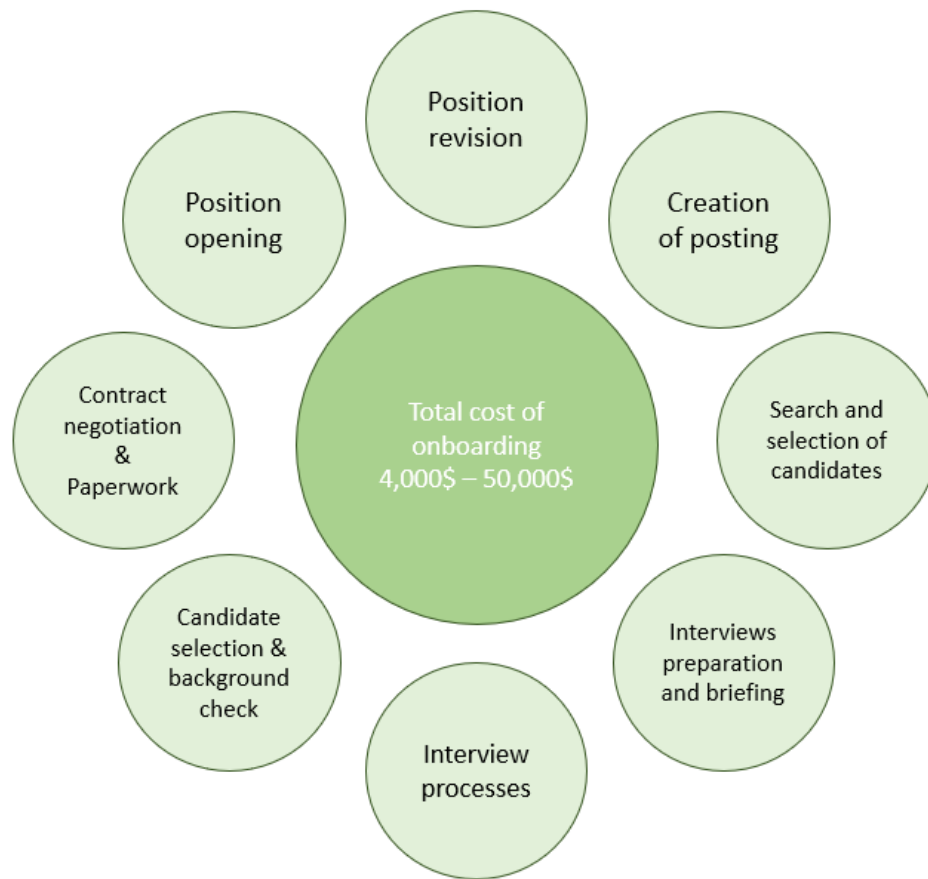 Position
revision
Position
opening
Creation
of posting
Contract
negotiation
&
Paperwork
Total cost of
onboarding
4,000$ – 50,000$
Search and
selection of
candidates
Candidate
selection &
background
check
Interviews
preparation
and briefing
Interview
processes